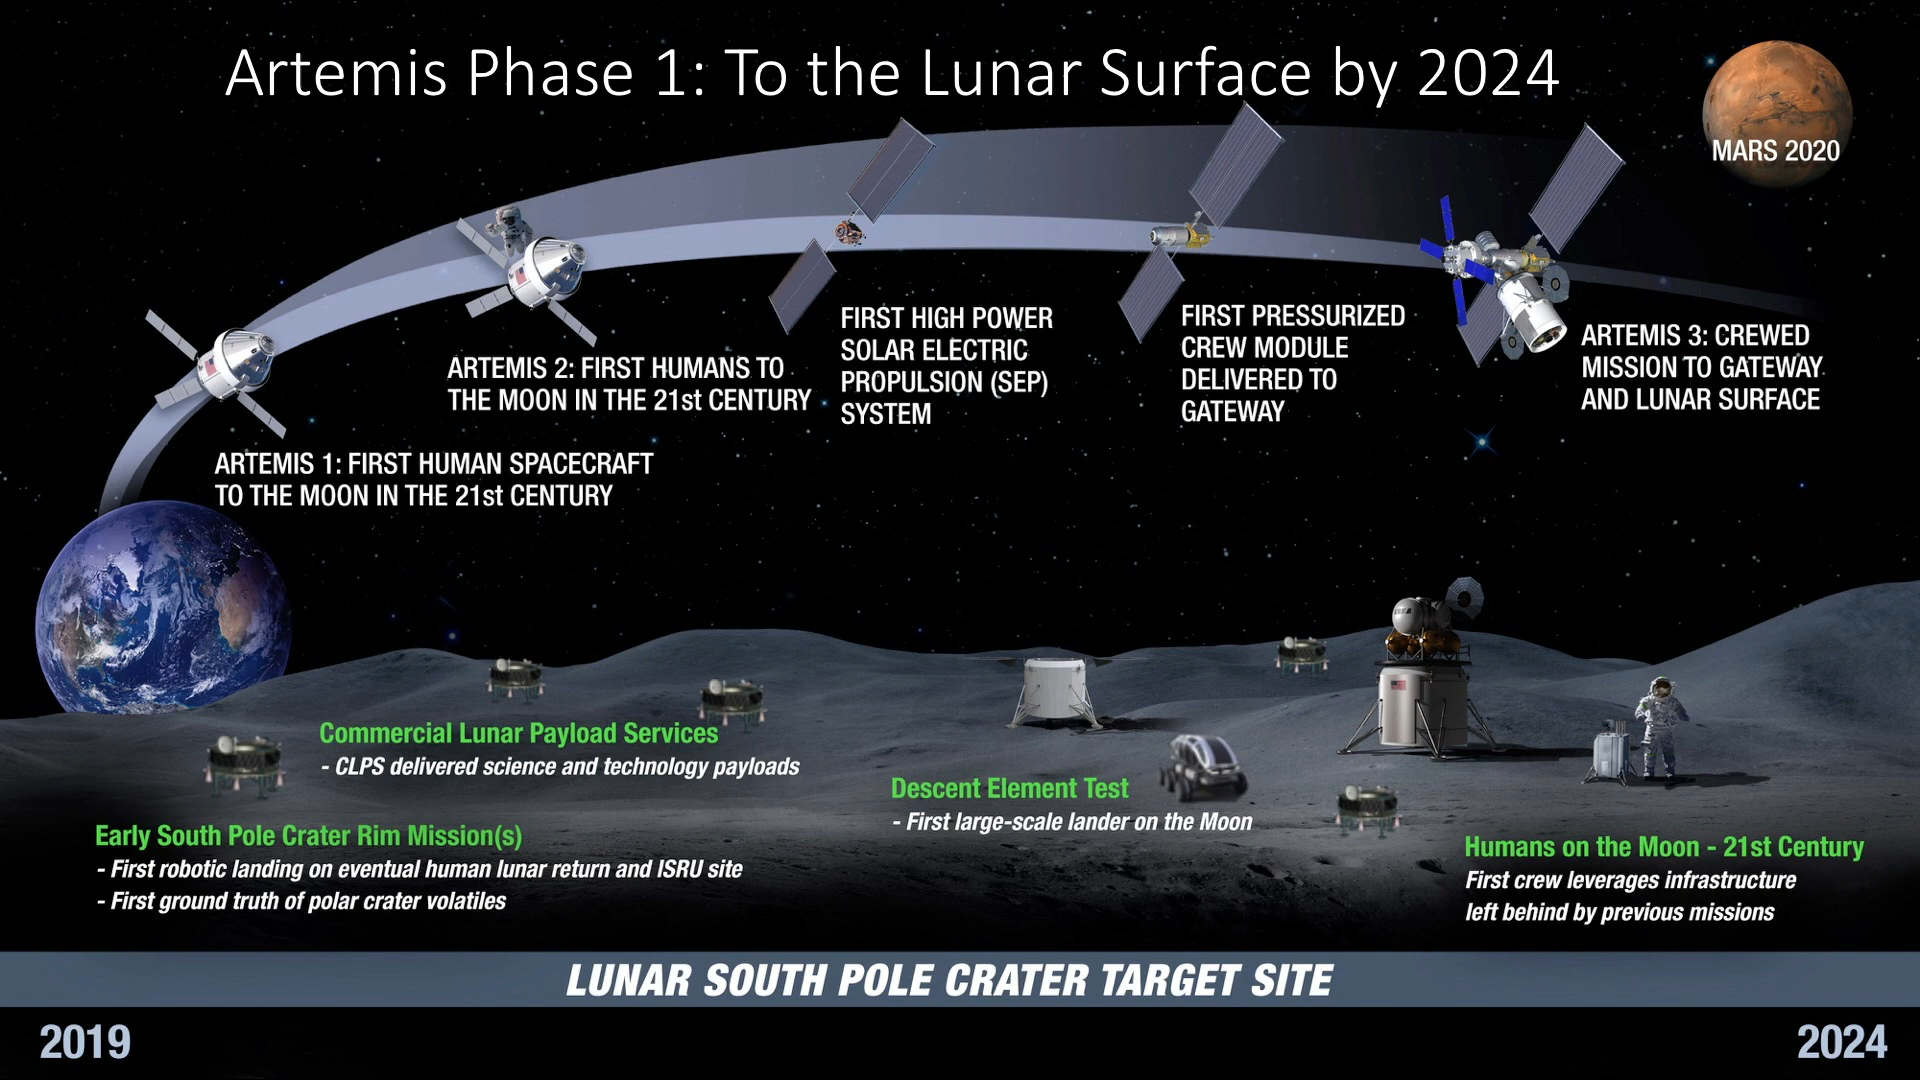 Artemis Phase 1: To the Lunar Surface by 2024
MARS 2020
ARTEMIS 1: FIRST HUMAN SPACECRAFT
TO THE MOON IN THE 21st CENTURY
ARTEMIS 2: FIRST HUMANS TO
THE MOON IN THE 21st CENTURY
FIRST HIGH POWER
SOLAR ELECTRIC
PROPULSION (SEP)
SYSTEM
FIRST PRESSURIZED
CREW MODULE
DELIVERED TO
GATEWAY
ARTEMIS 3: CREWED
MISSION TO GATEWAY
AND LUNAR SURFACE
Commercial Lunar Payload Services
- CLPS delivered science and technology payloads
Early South Pole Crater Rim Mission(s)
- First robotic landing on eventual human lunar return and ISRU site
- First ground truth of polar crater volatiles
Descent Element Test
- First large-scale lander on the Moon
Humans on the Moon - 21st Century
First crew leverages infrastructure
left behind by previous missions
LUNAR SOUTH POLE CRATER TARGET SITE
2019
2024